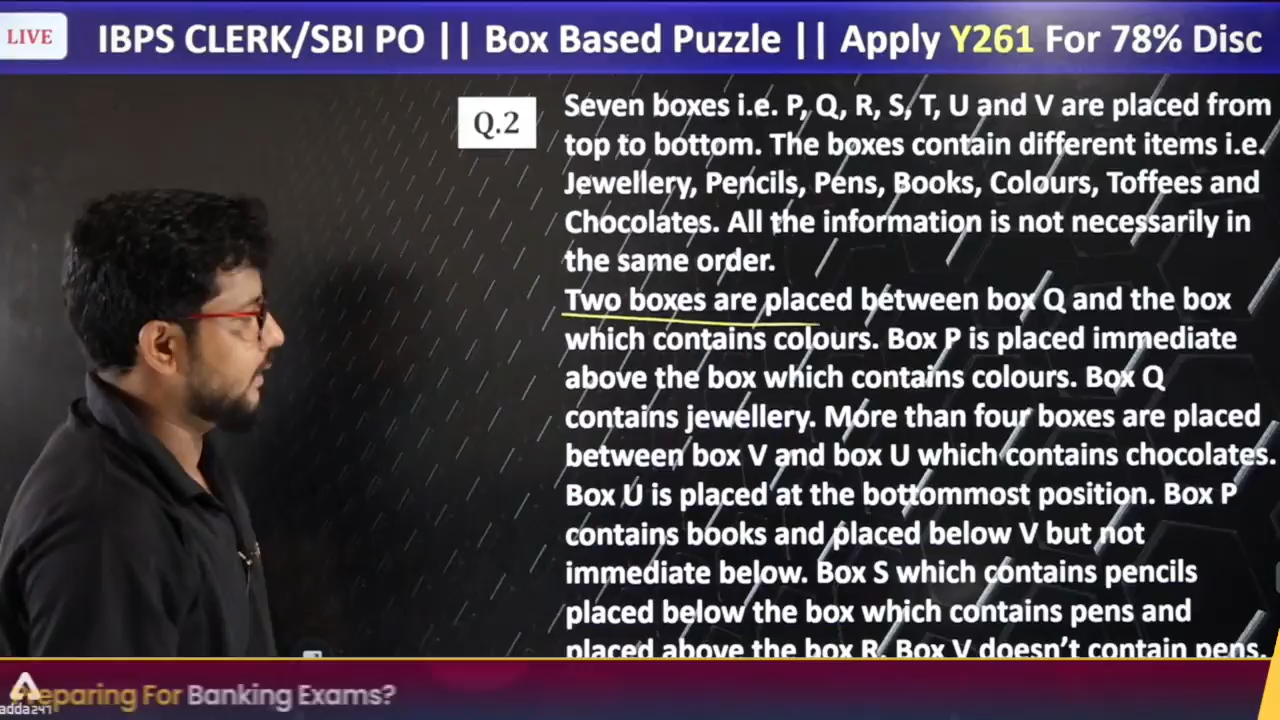 LIVE
IBPS CLERK/SBI PO || Box Based Puzzle || Apply Y261 For 78% Disc
Q.2
Seven boxes i.e. P, Q, R, S, T, U and V are placed from
top to bottom. The boxes contain different items i.e.
Jewellery, Pencils, Pens, Books, Colours, Toffees and
Chocolates. All the information is not necessarily in
the same order.
Two boxes are placed between box Q and the box
which contains colours. Box P is placed immediate
above the box which contains colours. Box Q
contains jewellery. More than four boxes are placed
between box V and box U which contains chocolates.
Box U is placed at the bottommost position. Box P
contains books and placed below V but not
immediate below. Box S which contains pencils
placed below the box which contains pens and
placed above the box R. Box V doesn't contain pens.
Preparing For Banking Exams?
adda247